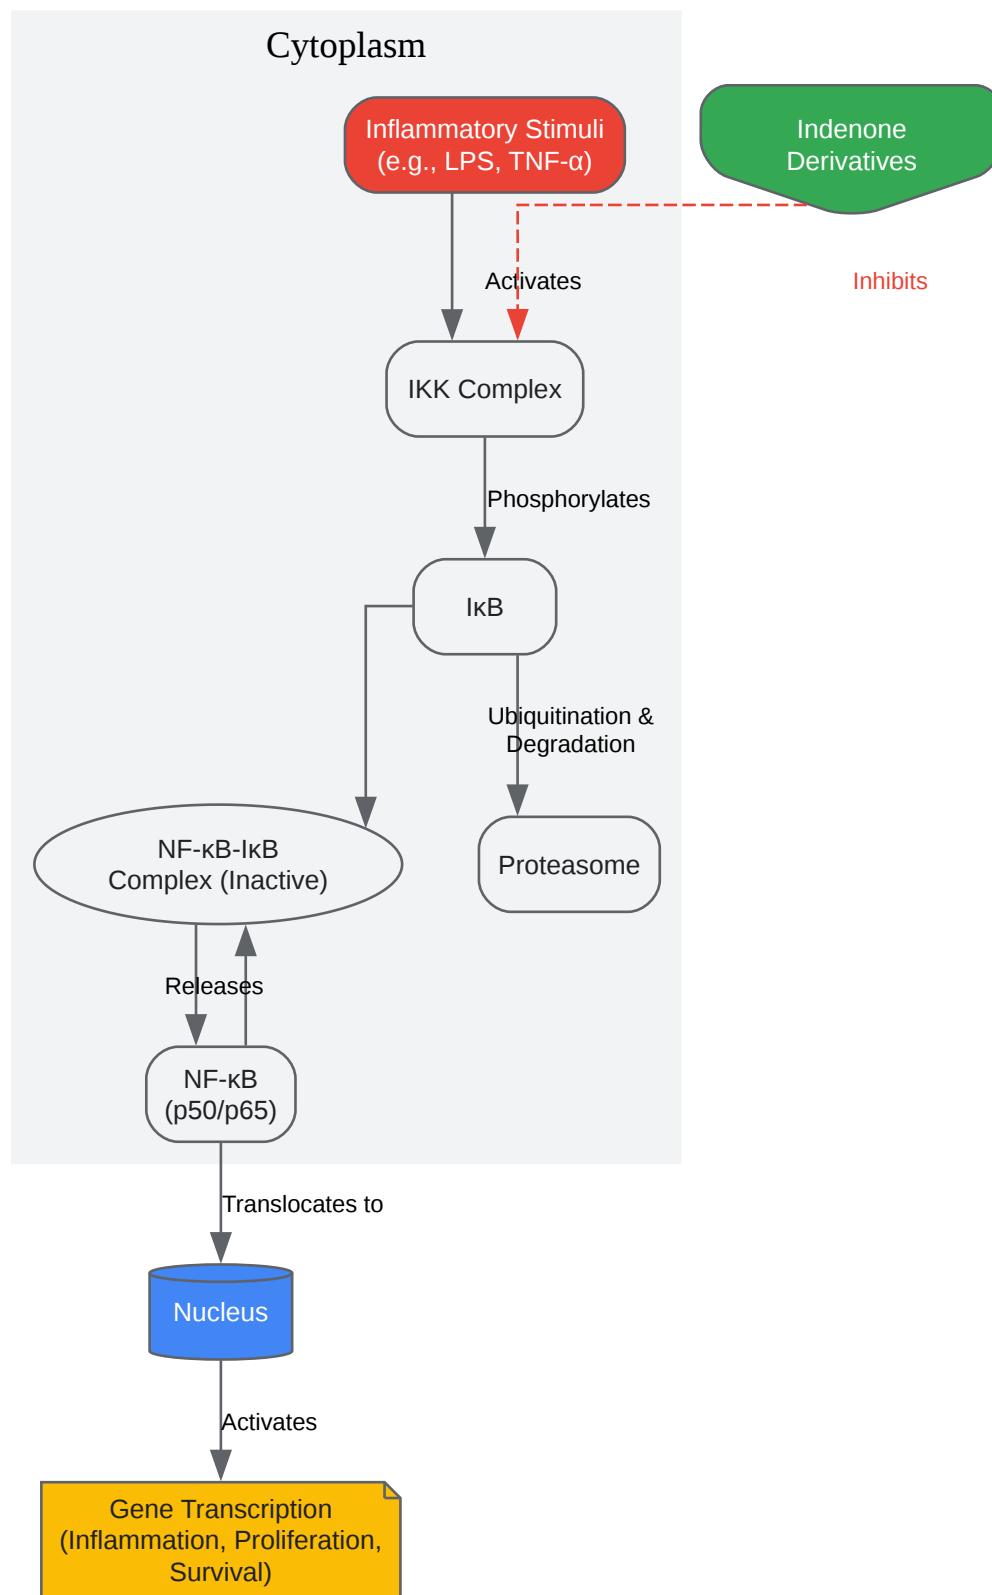 Cytoplasm
Inflammatory Stimuli
(e.g., LPS, TNF-α)
Indenone
Derivatives
Activates
Inhibits
IKK Complex
Phosphorylates
IκB
Ubiquitination &
Degradation
NF-κB-IκB
Complex (Inactive)
Proteasome
Releases
NF-κB
(p50/p65)
Translocates to
Nucleus
Activates
Gene Transcription
(Inflammation, Proliferation,
Survival)